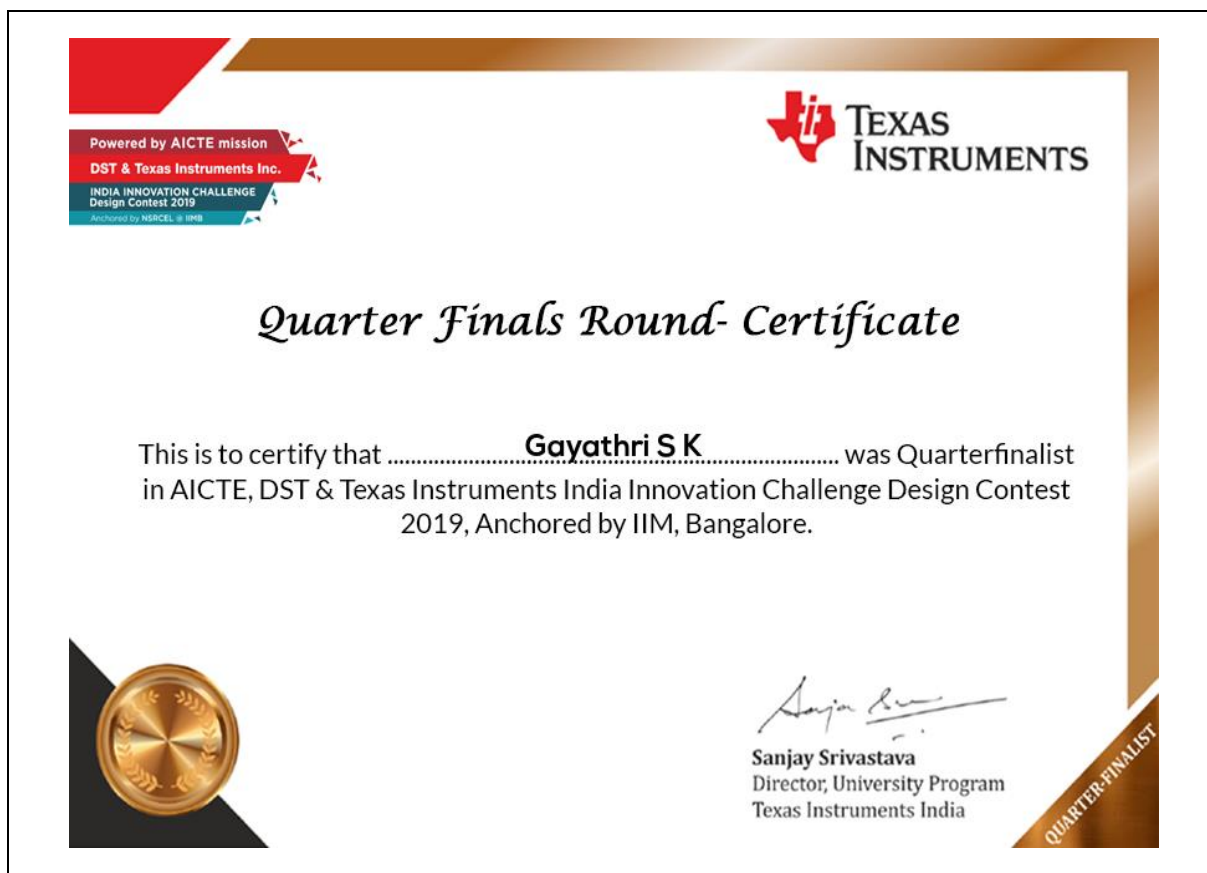 Powered by AICTE mission
DST & Texas Instruments Inc.
INDIA INNOVATION CHALLENGE
Design Contest 2019
Anchored by NSRCEL @ IIMB
TEXAS
INSTRUMENTS
Quarter Finals Round- Certificate
This is to certify that ........Gayathri S K........ was Quarterfinalist
in AICTE, DST & Texas Instruments India Innovation Challenge Design Contest
2019, Anchored by IIM, Bangalore.
Sanjay Srivastava
Director, University Program
Texas Instruments India
QUARTER-FINALIST